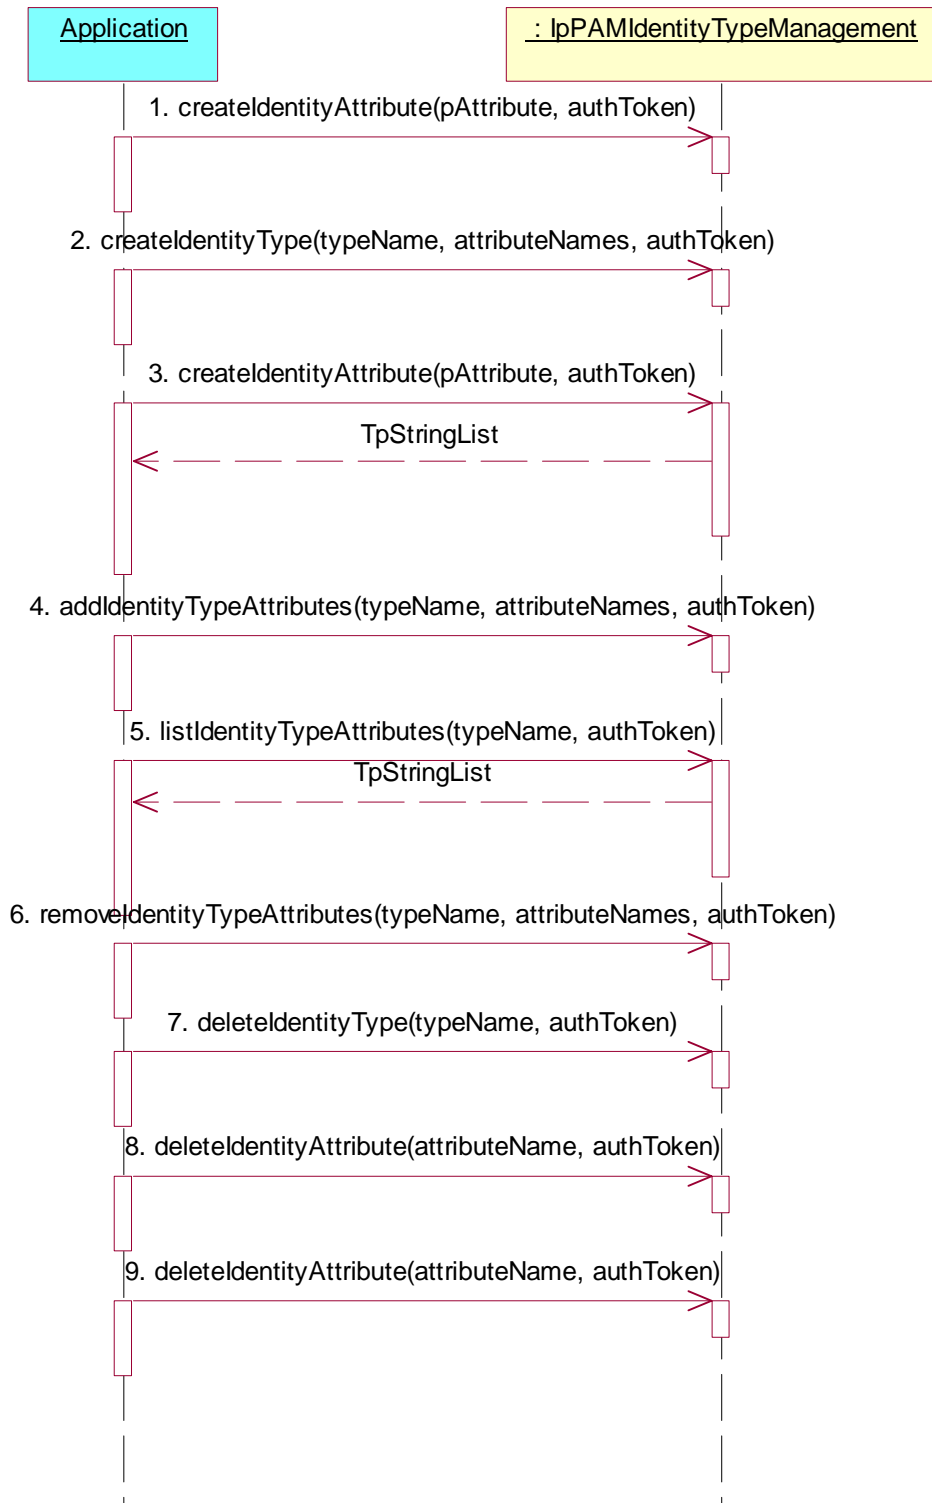 Application
: IpPAMIdentityTypeManagement
1. createIdentityAttribute(pAttribute, authToken)
2. createIdentityType(typeName, attributeNames, authToken)
3. createIdentityAttribute(pAttribute, authToken)
TpStringList
4. addIdentityTypeAttributes(typeName, attributeNames, authToken)
5. listIdentityTypeAttributes(typeName, authToken)
TpStringList
6. removeIdentityTypeAttributes(typeName, attributeNames, authToken)
7. deleteIdentityType(typeName, authToken)
8. deleteIdentityAttribute(attributeName, authToken)
9. deleteIdentityAttribute(attributeName, authToken)